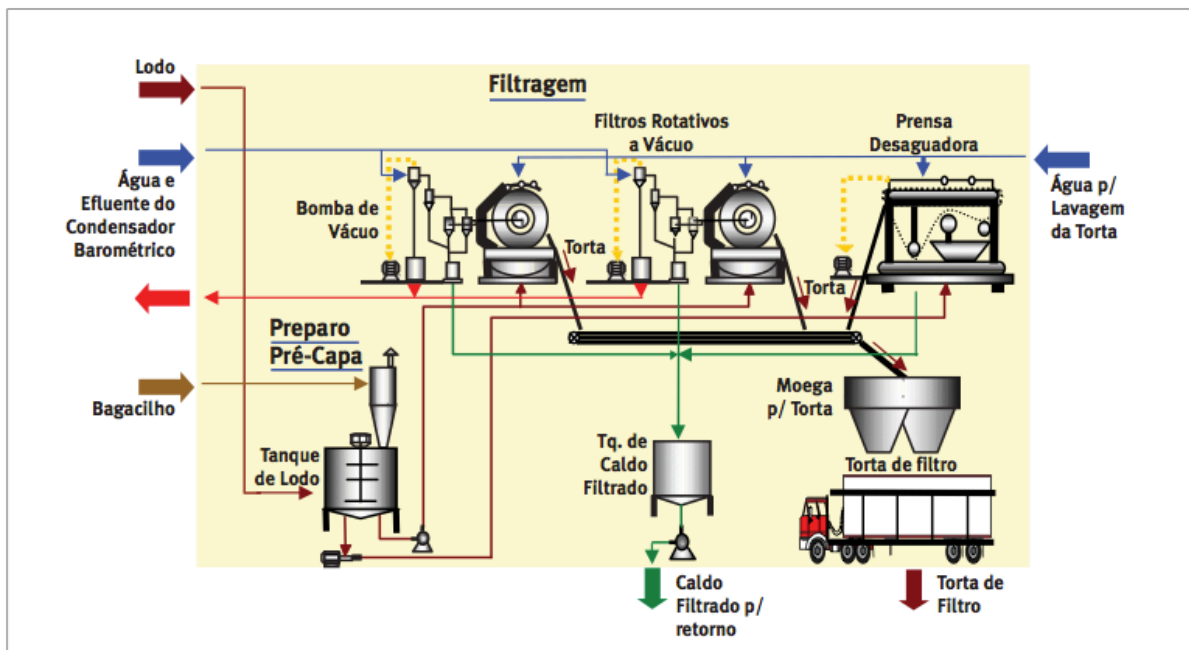 Lodo
Filtragem
Filtros Rotativos
a Vácuo
Prensa
Desaguadora
Água e
Efluente do
Condensador
Barométrico
Bomba de
Vácuo
Água p/
Lavagem
da Torta
Torta
Torta
Preparo
Pré-Capa
Bagacilho
Moega
p/ Torta
Tanque
de Lodo
Tq. de
Caldo
Filtrado
Torta de filtro
Caldo
Filtrado p/
retorno
Torta de
Filtro